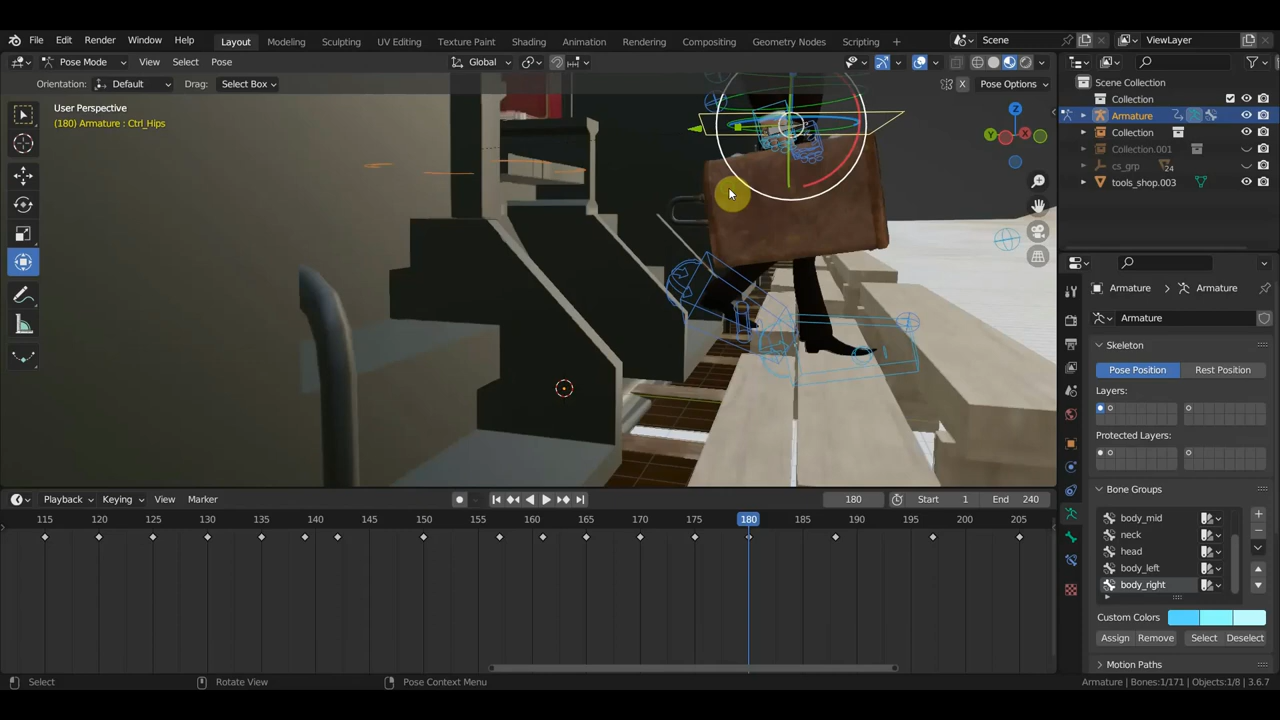 File Edit Render Window Help Layout Modeling Sculpting UV Editing Texture Paint Shading Animation Rendering Compositing Geometry Nodes Scripting + Scene ViewLayer
Pose Mode View Select Pose Global
Orientation: Default Drag: Select Box X Pose Options
User Perspective
(180) Armature : Ctrl_Hips
Z
Y
X
Scene Collection
Collection
Armature
Collection
Collection.001
cs_grp 24
tools_shop.003
Armature > Armature
Armature
Skeleton
Pose Position Rest Position
Layers:
Protected Layers:
Bone Groups
body_mid
neck
head
body_left
body_right
Custom Colors
Assign Remove Select Deselect
Motion Paths
Playback Keying View Marker 180 Start 1 End 240
115 120 125 130 135 140 145 150 155 160 165 170 175 180 185 190 195 200 205
Select Rotate View Pose Context Menu Armature | Bones:1/171 | Objects:1/8 | 3.6.7